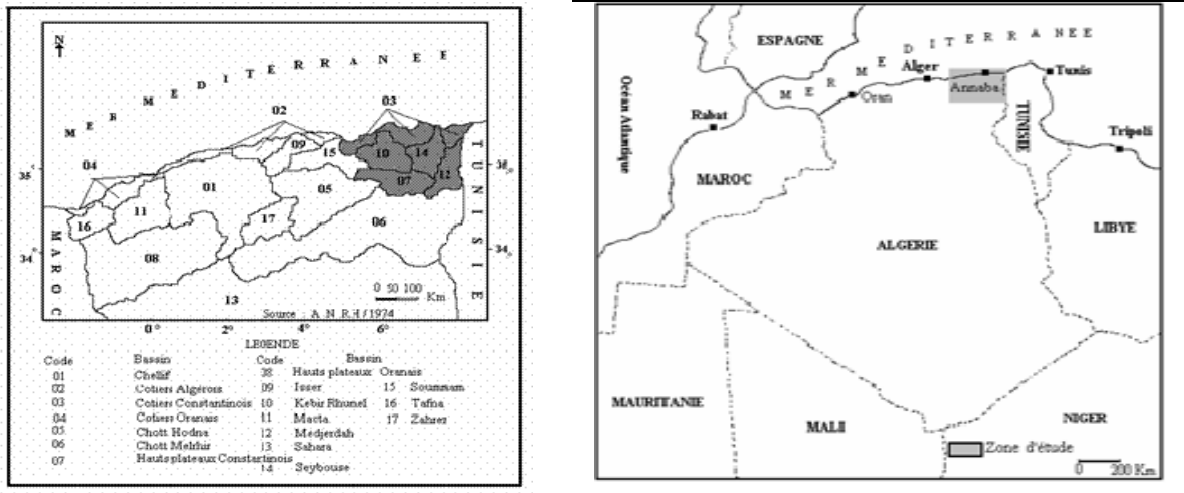 N
MER MEDITERRANEE
02
03
04
09
15
10
14
35°
35°
01
07
12
05
11
16
17
06
34°
34°
08
MAROC
TUNISIE
13
0 50 100 Km
Source : A.N.R.H/1974
0° 2° 4° 6°
LEGENDE
Code Bassin Code Bassin
01 Chellif 38 Hauts plateaux Oranais
02 Cotiers Algérois 09 Isser 15 Soummam
03 Cotiers Constantinois 10 Kebir Rhumel 16 Tafna
04 Cotiers Oranais 11 Macta 17 Zahrez
05 Chott Hodna 12 Medjerdah
06 Chott Melrhir 13 Sahara
07 Hauts plateaux Constantinois 14 Seybouse
ESPAGNE
MER MEDITERRANEE
Océan Atlantique
Alger
Tunis
Annaba
Oran
Rabat
TUNISIE
Tripoli
MAROC
LIBYE
ALGERIE
MAURITANIE
MALI
NIGER
Zone d'étude
0 200 Km